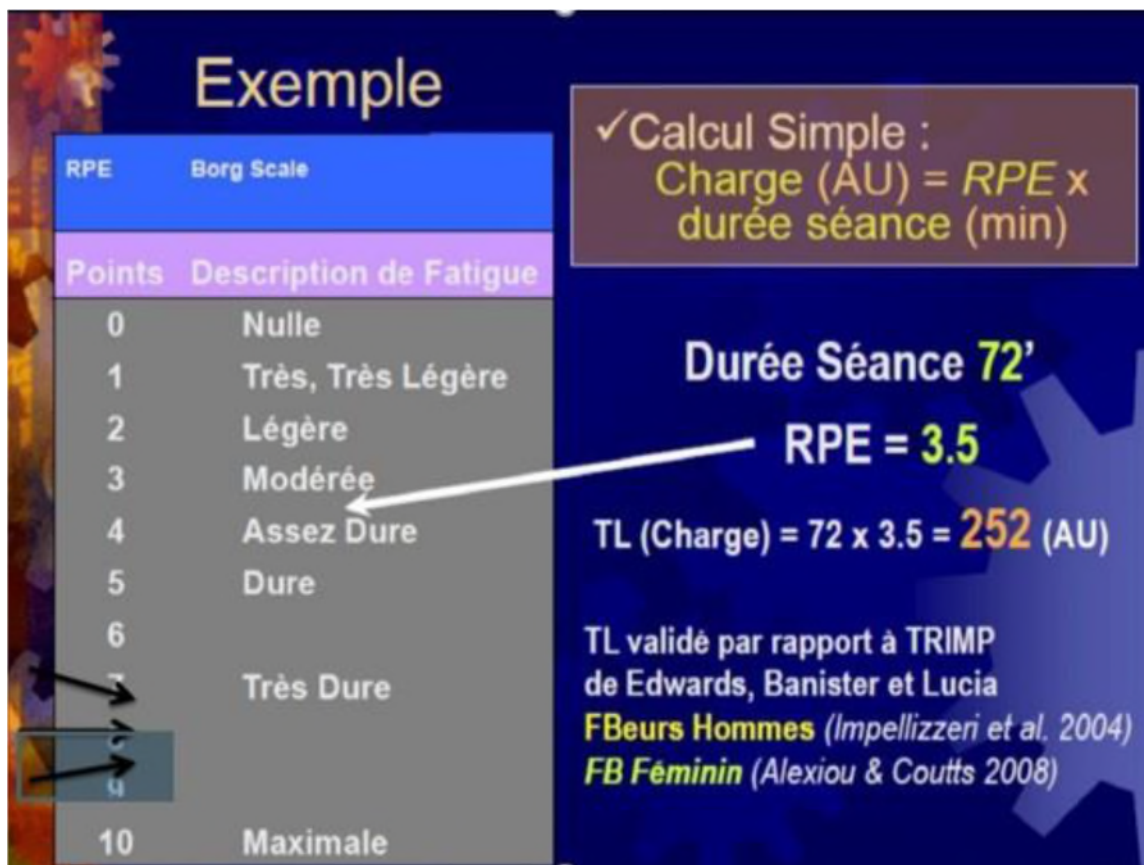 Exemple
RPE Borg Scale
Points Description de Fatigue
0 Nulle
1 Très, Très Légère
2 Légère
3 Modérée
4 Assez Dure
5 Dure
6
7 Très Dure
9
10 Maximale
✓Calcul Simple :
Charge (AU) = RPE x
durée séance (min)
Durée Séance 72’
RPE = 3.5
TL (Charge) = 72 x 3.5 = 252 (AU)
TL validé par rapport à TRIMP
de Edwards, Banister et Lucia
FBeurs Hommes (Impellizzeri et al. 2004)
FB Féminin (Alexiou & Coutts 2008)